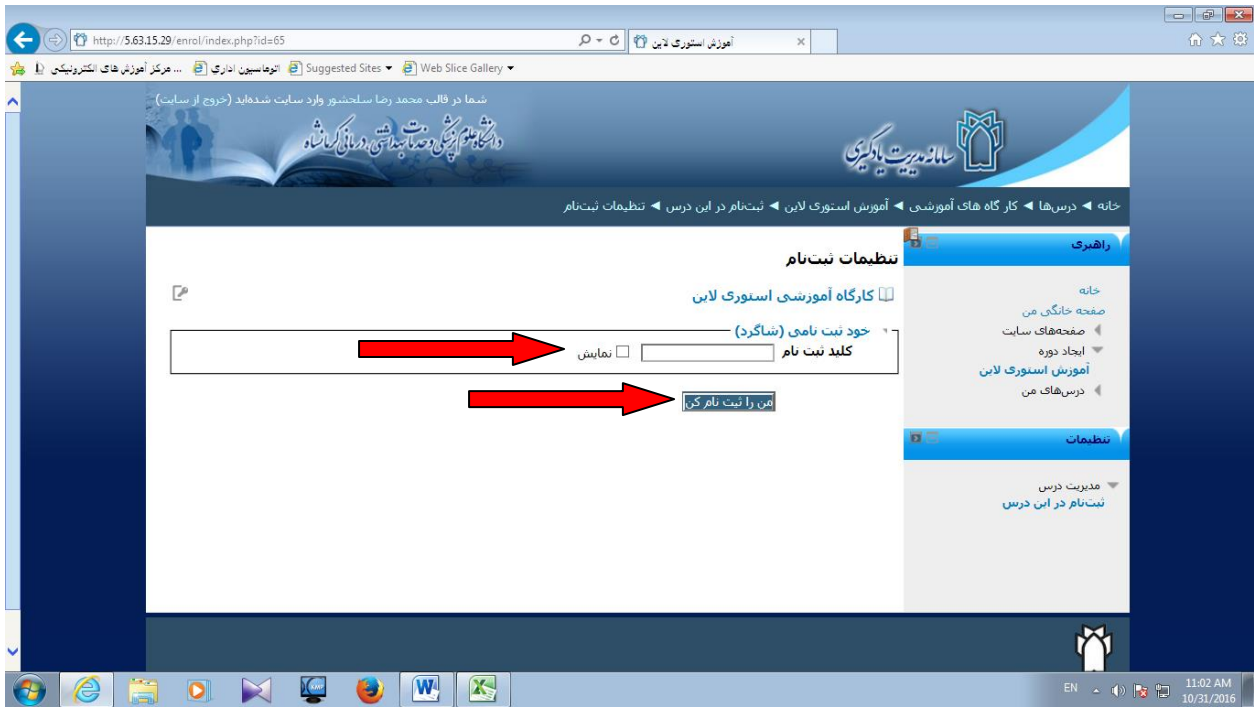 http://5.63.15.29/enrol/index.php?id=65
آموزش استوری لاین
مرکز آموزش های الکترونیکی ...
اتوماسیون اداري
Suggested Sites
Web Slice Gallery
شما در قالب محمد رضا سلحشور وارد سایت شده‌اید (خروج از سایت)
سامانه مدیریت یادگیری
دانشگاه علوم پزشکی و خدمات بهداشتی، درمانی کرمانشاه
خانه ◄ درس‌ها ◄ کار گاه های آموزشی ◄ آموزش استوری لاین ◄ ثبت‌نام در این درس ◄ تنظیمات ثبت‌نام
راهبری
خانه
صفحه خانگی من
صفحه‌های سایت
ایجاد دوره
آموزش استوری لاین
درس‌های من
تنظیمات
مدیریت درس
ثبت‌نام در این درس
تنظیمات ثبت‌نام
کارگاه آموزشی استوری لاین
خود ثبت نامی (شاگرد)
کلید ثبت نام نمایش
من را ثبت نام کن
EN
11:02 AM
10/31/2016